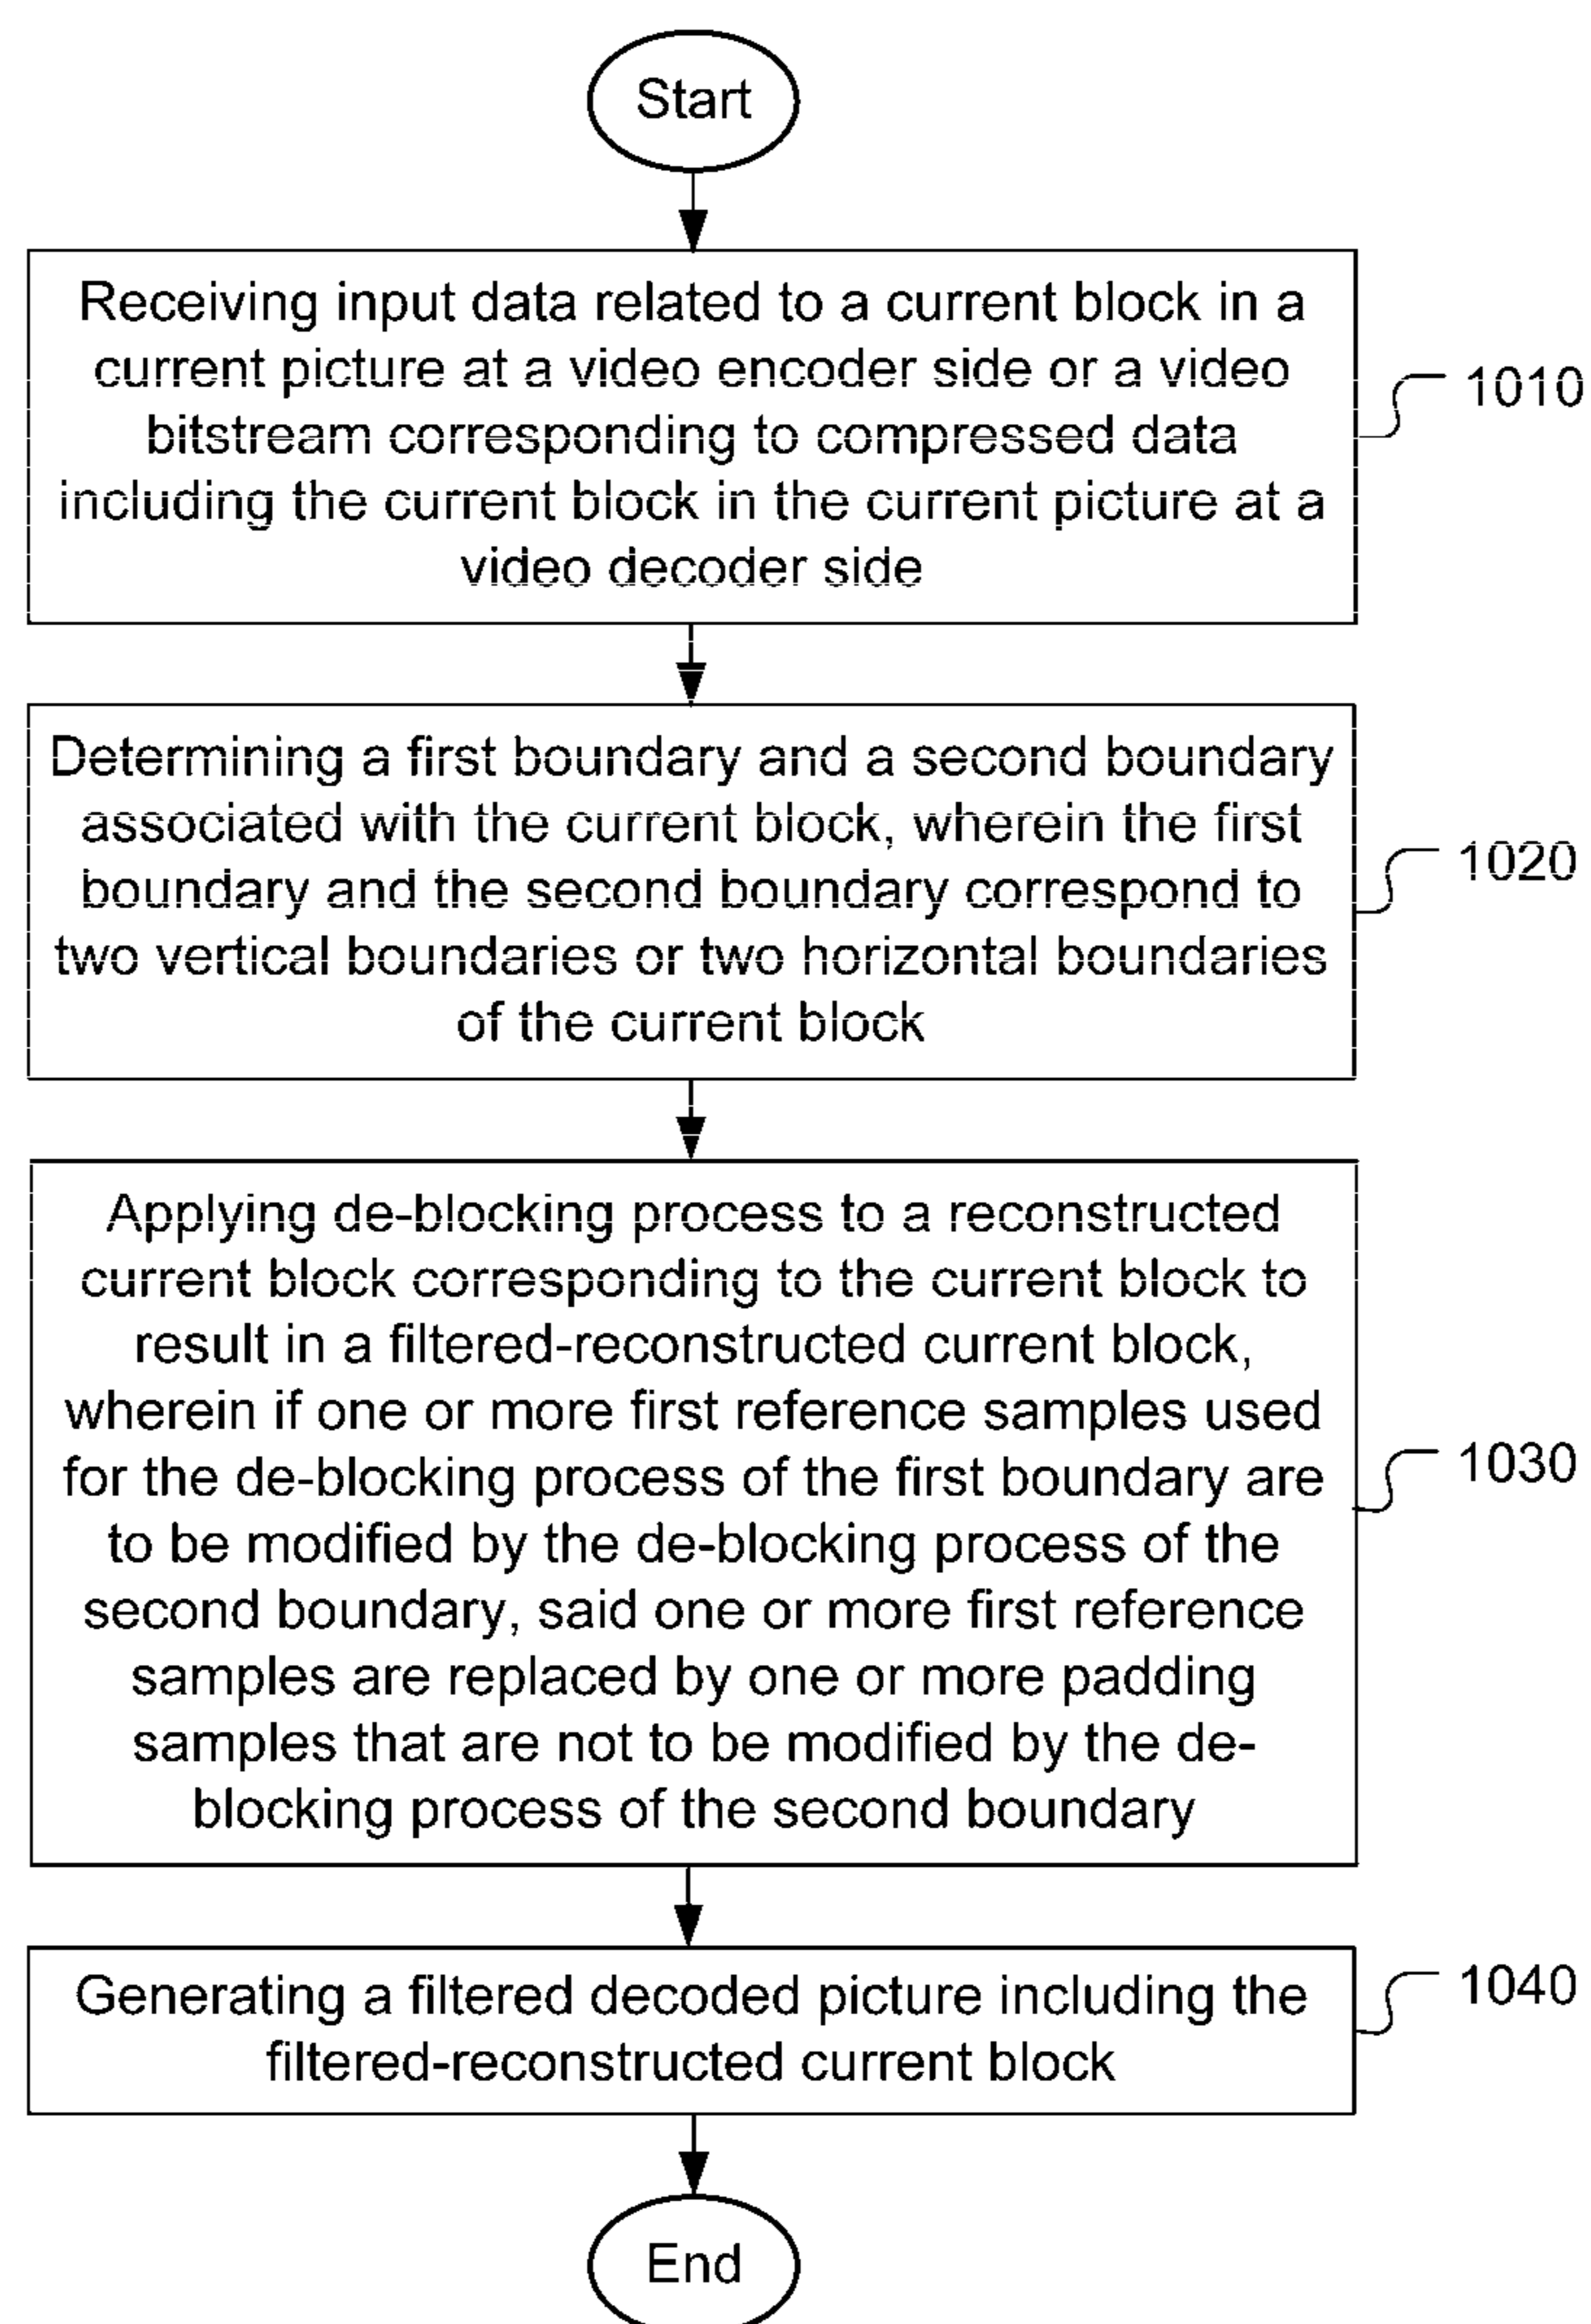 Start
Receiving input data related to a current block in a
current picture at a video encoder side or a video
bitstream corresponding to compressed data
including the current block in the current picture at a
video decoder side
1010
Determining a first boundary and a second boundary
associated with the current block, wherein the first
boundary and the second boundary correspond to
two vertical boundaries or two horizontal boundaries
of the current block
1020
Applying de-blocking process to a reconstructed
current block corresponding to the current block to
result in a filtered-reconstructed current block,
wherein if one or more first reference samples used
for the de-blocking process of the first boundary are
to be modified by the de-blocking process of the
second boundary, said one or more first reference
samples are replaced by one or more padding
samples that are not to be modified by the de-
blocking process of the second boundary
1030
Generating a filtered decoded picture including the
filtered-reconstructed current block
1040
End